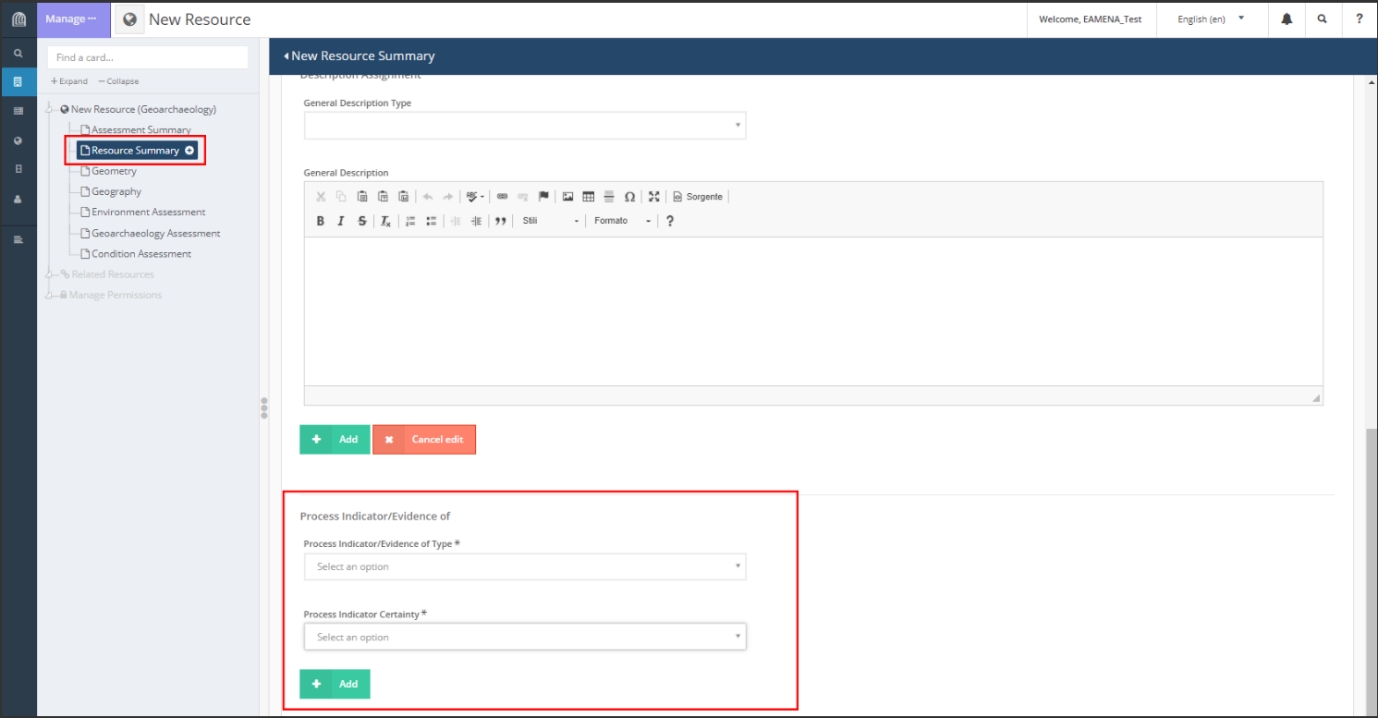 Manage
New Resource
Welcome, EAMENA_Test
English (en)
?
Find a card...
+ Expand − Collapse
New Resource (Geoarchaeology)
Assessment Summary
Resource Summary
Geometry
Geography
Environment Assessment
Geoarchaeology Assessment
Condition Assessment
Related Resources
Manage Permissions
New Resource Summary
Description Assignment
General Description Type
General Description
Ω Sorgente
B I S Ix Stili Formato ?
+ Add
✖ Cancel edit
Process Indicator/Evidence of
Process Indicator/Evidence of Type *
Select an option
Process Indicator Certainty *
Select an option
+ Add